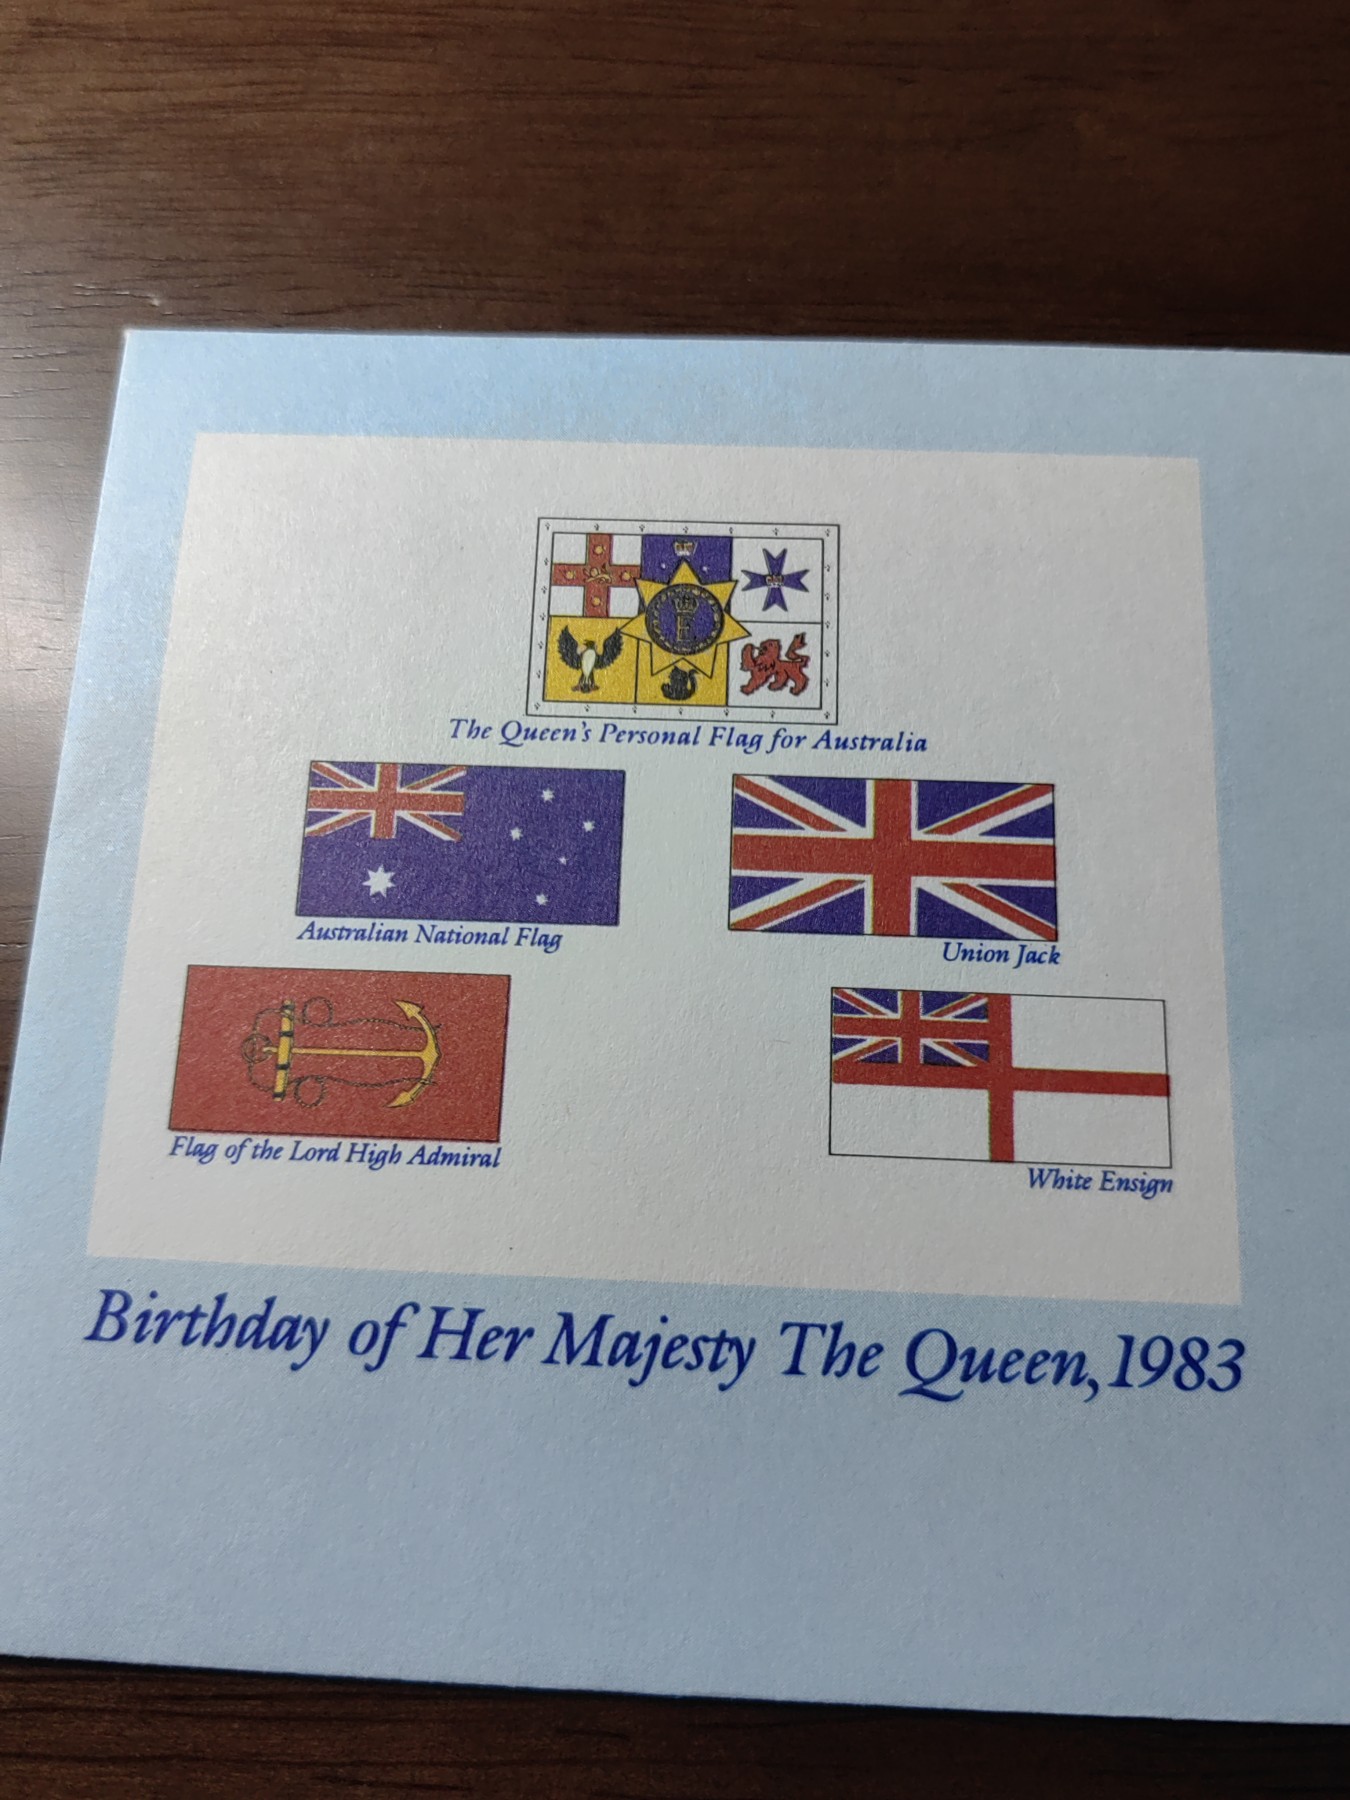 E
The Queen's Personal Flag for Australia
Australian National Flag
Union Jack
Flag of the Lord High Admiral
White Ensign
Birthday of Her Majesty The Queen, 1983